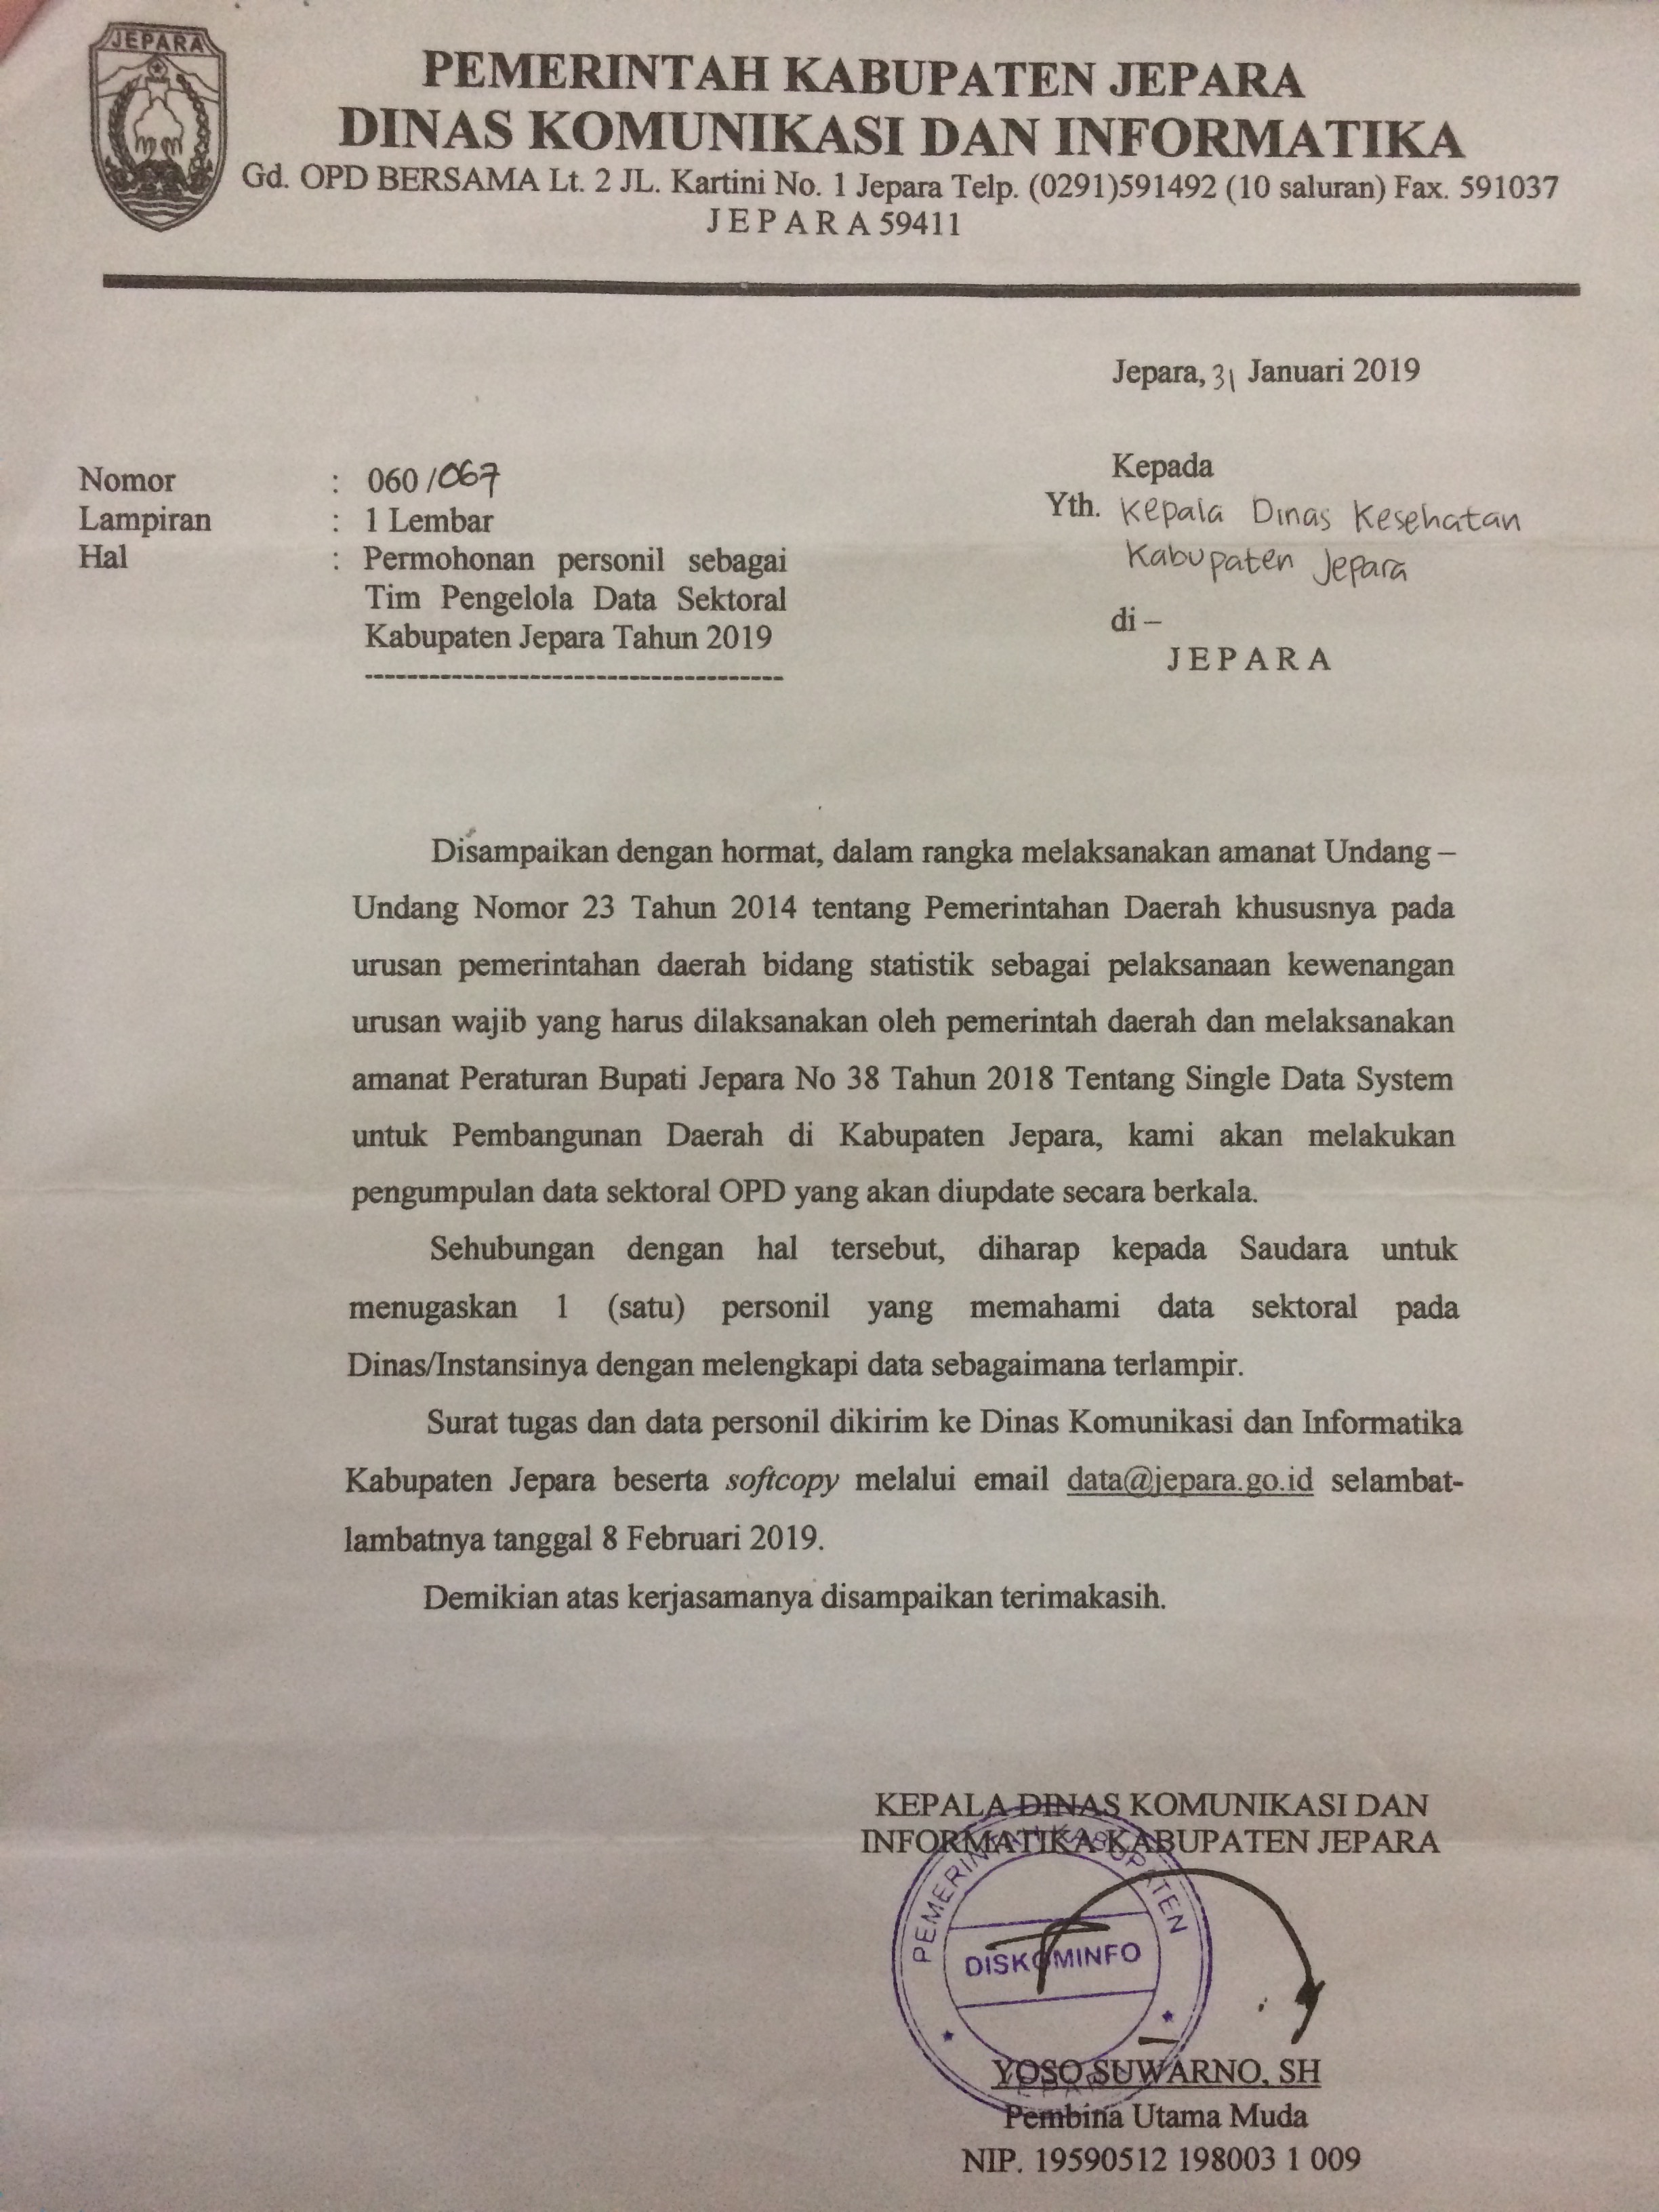 JEPARA
PEMERINTAH KABUPATEN JEPARA
DINAS KOMUNIKASI DAN INFORMATIKA
Gd. OPD BERSAMA Lt. 2 JL. Kartini No. 1 Jepara Telp. (0291)591492 (10 saluran) Fax. 591037
J E P A R A 59411
Jepara, 31 Januari 2019
Nomor : 060 /067
Lampiran : 1 Lembar
Hal : Permohonan personil sebagai
Tim Pengelola Data Sektoral
Kabupaten Jepara Tahun 2019
Kepada
Yth. Kepala Dinas Kesehatan
Kabupaten Jepara
di –
J E P A R A
Disampaikan dengan hormat, dalam rangka melaksanakan amanat Undang –
Undang Nomor 23 Tahun 2014 tentang Pemerintahan Daerah khususnya pada
urusan pemerintahan daerah bidang statistik sebagai pelaksanaan kewenangan
urusan wajib yang harus dilaksanakan oleh pemerintah daerah dan melaksanakan
amanat Peraturan Bupati Jepara No 38 Tahun 2018 Tentang Single Data System
untuk Pembangunan Daerah di Kabupaten Jepara, kami akan melakukan
pengumpulan data sektoral OPD yang akan diupdate secara berkala.
Sehubungan dengan hal tersebut, diharap kepada Saudara untuk
menugaskan 1 (satu) personil yang memahami data sektoral pada
Dinas/Instansinya dengan melengkapi data sebagaimana terlampir.
Surat tugas dan data personil dikirim ke Dinas Komunikasi dan Informatika
Kabupaten Jepara beserta softcopy melalui email data@jepara.go.id selambat-
lambatnya tanggal 8 Februari 2019.
Demikian atas kerjasamanya disampaikan terimakasih.
KEPALA DINAS KOMUNIKASI DAN
INFORMATIKA KABUPATEN JEPARA
PEMERINTAH KABUPATEN
DISKOMINFO
JEPARA
YOSO SUWARNO, SH
Pembina Utama Muda
NIP. 19590512 198003 1 009